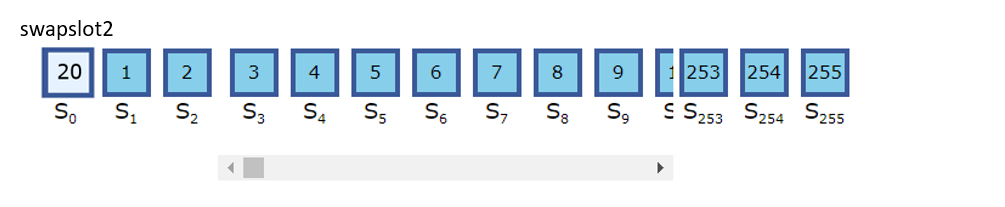 swapslot2
20 1 2 3 4 5 6 7 8 9 253 254 255
S₀ S₁ S₂ S₃ S₄ S₅ S₆ S₇ S₈ S₉ S S₂₅₃ S₂₅₄ S₂₅₅